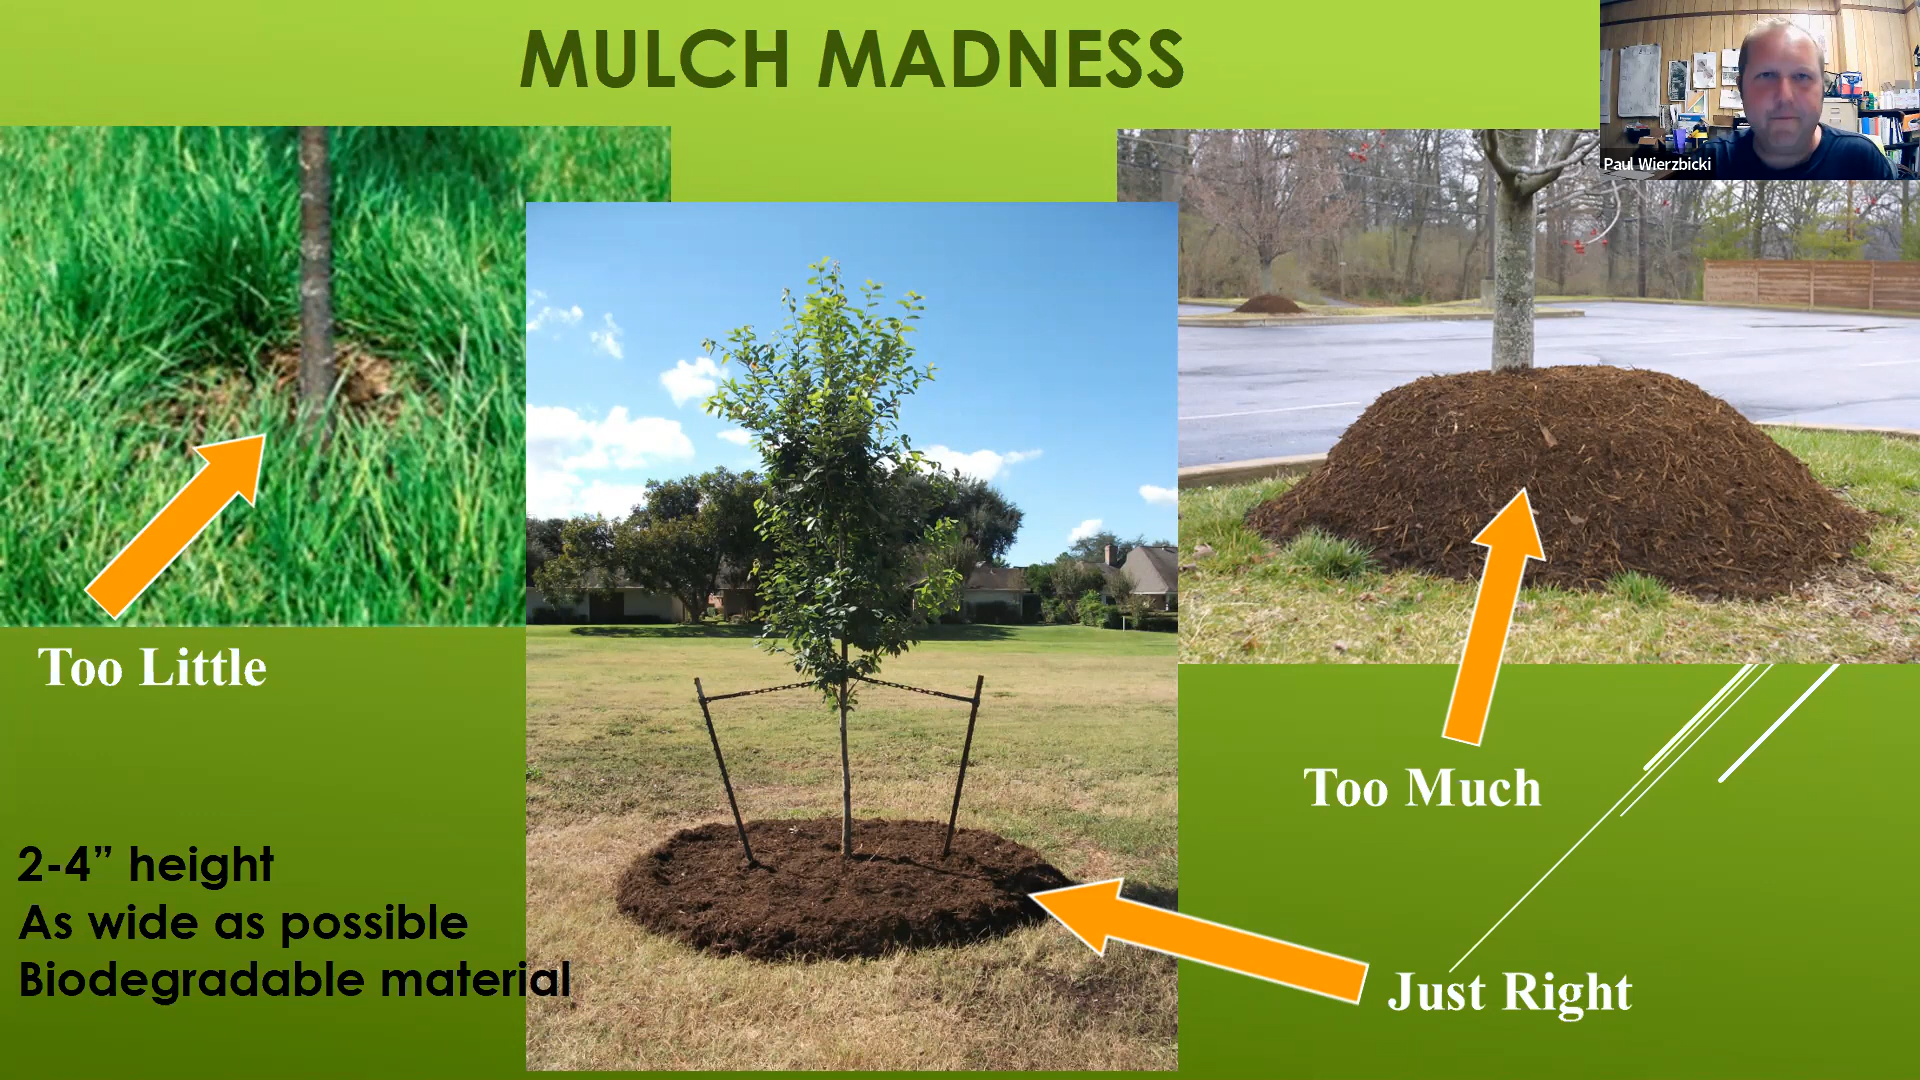 MULCH MADNESS
Paul Wierzbicki
Too Little
Too Much
2-4” height
As wide as possible
Biodegradable material
Just Right